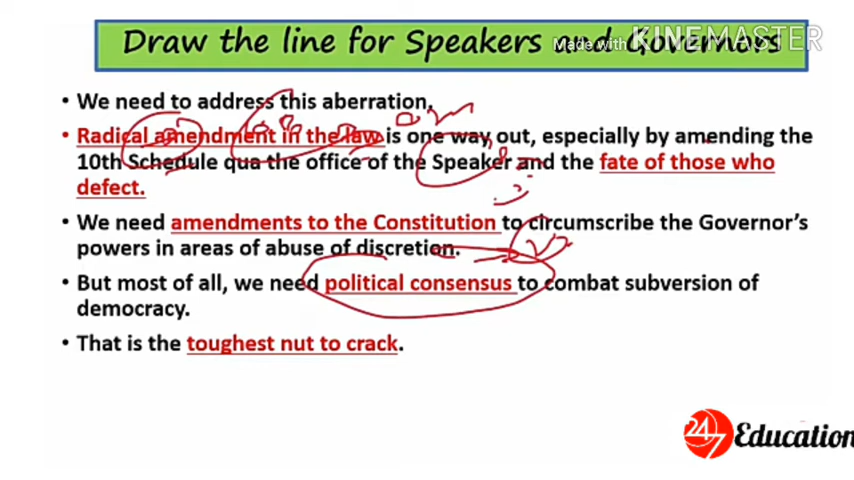 Draw the line for Speakers and Governors
Made with KINEMASTER
• We need to address this aberration.
• Radical amendment in the law is one way out, especially by amending the
10th Schedule qua the office of the Speaker and the fate of those who
defect.
• We need amendments to the Constitution to circumscribe the Governor's
powers in areas of abuse of discretion.
• But most of all, we need political consensus to combat subversion of
democracy.
• That is the toughest nut to crack.
24/7 Education